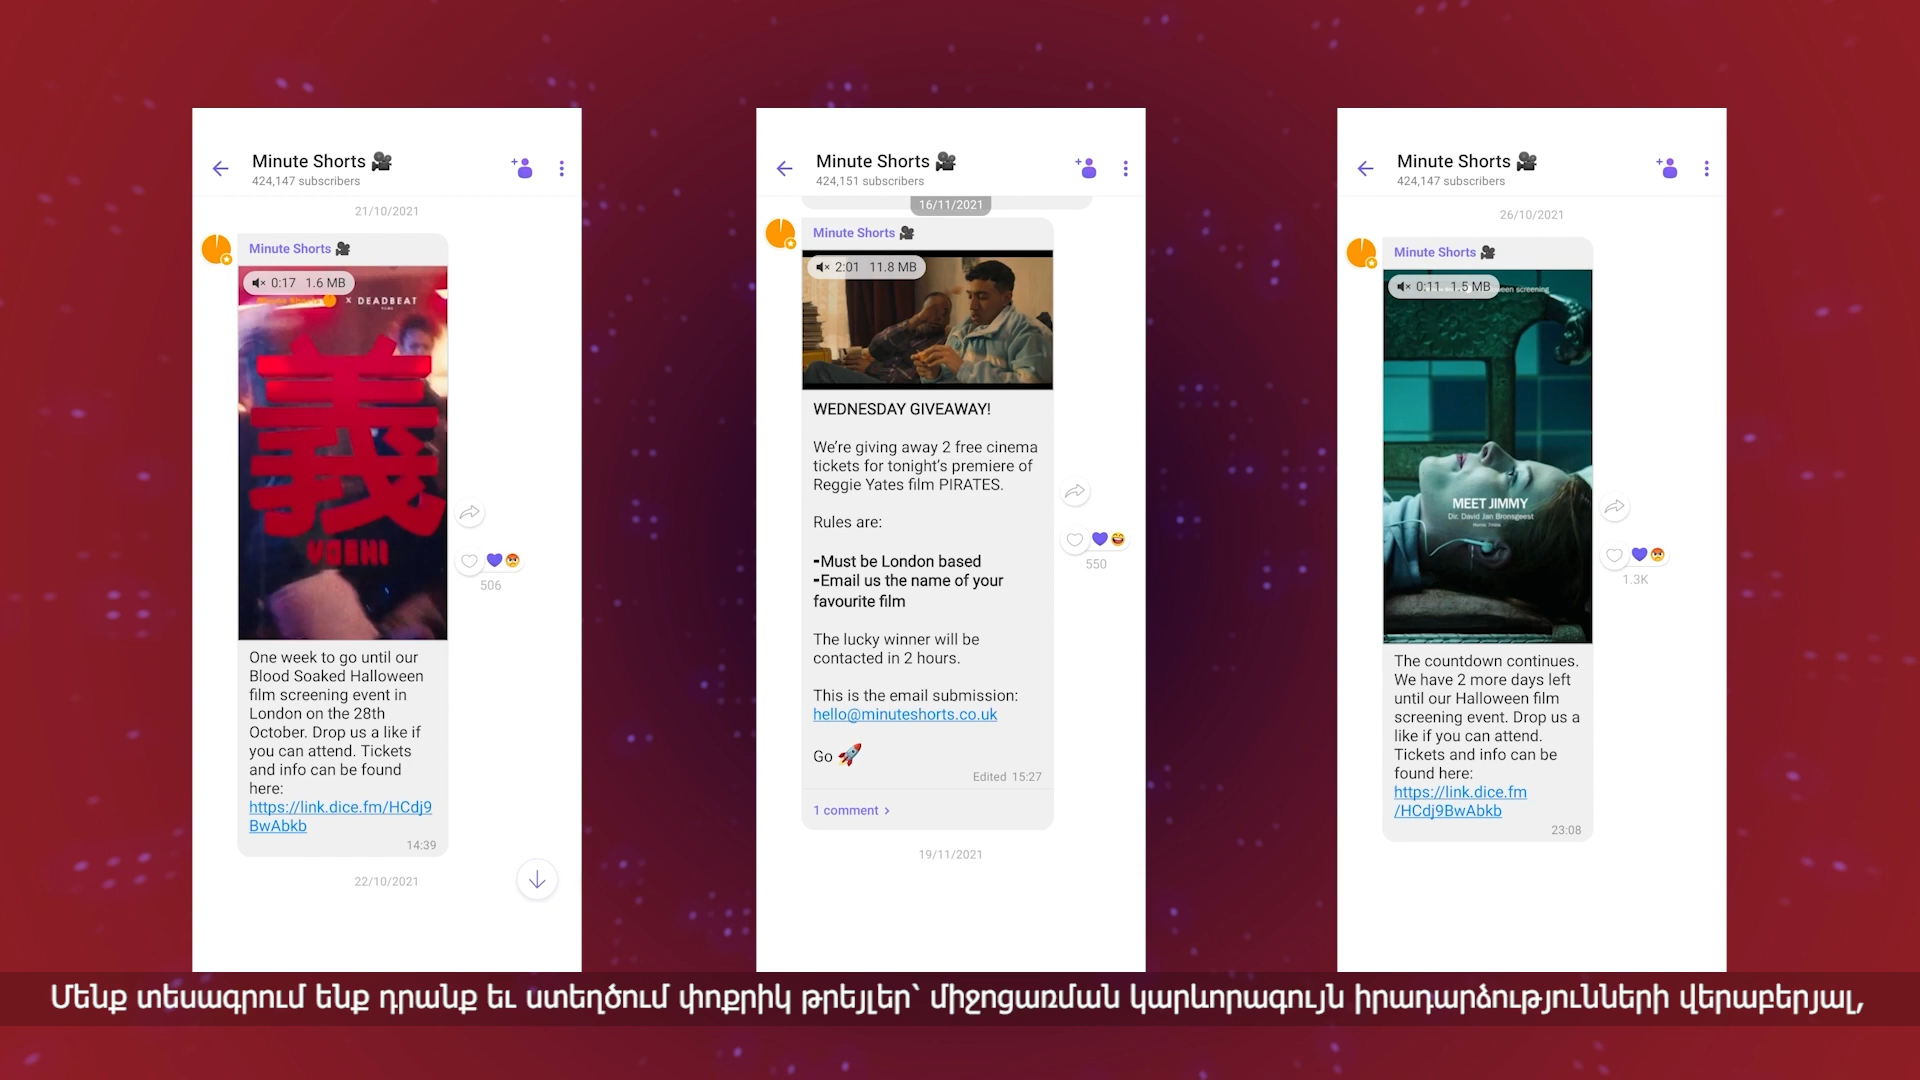 Minute Shorts 🎥
424,147 subscribers
21/10/2021
Minute Shorts 🎥
0:17 1.6 MB
X DEADBEAT
FILMS
義
YOSHI
506
One week to go until our
Blood Soaked Halloween
film screening event in
London on the 28th
October. Drop us a like if
you can attend. Tickets
and info can be found
here:
https://link.dice.fm/HCdj9
BwAbkb
14:39
22/10/2021
Minute Shorts 🎥
424,151 subscribers
16/11/2021
Minute Shorts 🎥
2:01 11.8 MB
WEDNESDAY GIVEAWAY!
We’re giving away 2 free cinema
tickets for tonight’s premiere of
Reggie Yates film PIRATES.
Rules are:
-Must be London based
-Email us the name of your
favourite film
The lucky winner will be
contacted in 2 hours.
This is the email submission:
hello@minuteshorts.co.uk
Go 🚀
Edited 15:27
1 comment >
550
19/11/2021
Minute Shorts 🎥
424,147 subscribers
26/10/2021
Minute Shorts 🎥
0:11 1.5 MB
screening
MEET JIMMY
Dir. David Jan Bronsgeest
1.3K
The countdown continues.
We have 2 more days left
until our Halloween film
screening event. Drop us a
like if you can attend.
Tickets and info can be
found here:
https://link.dice.fm
/HCdj9BwAbkb
23:08
Մենք տեսագրում ենք դրանք եւ ստեղծում փոքրիկ թրեյլեր՝ միջոցառման կարևորագույն իրադարձությունների վերաբերյալ,